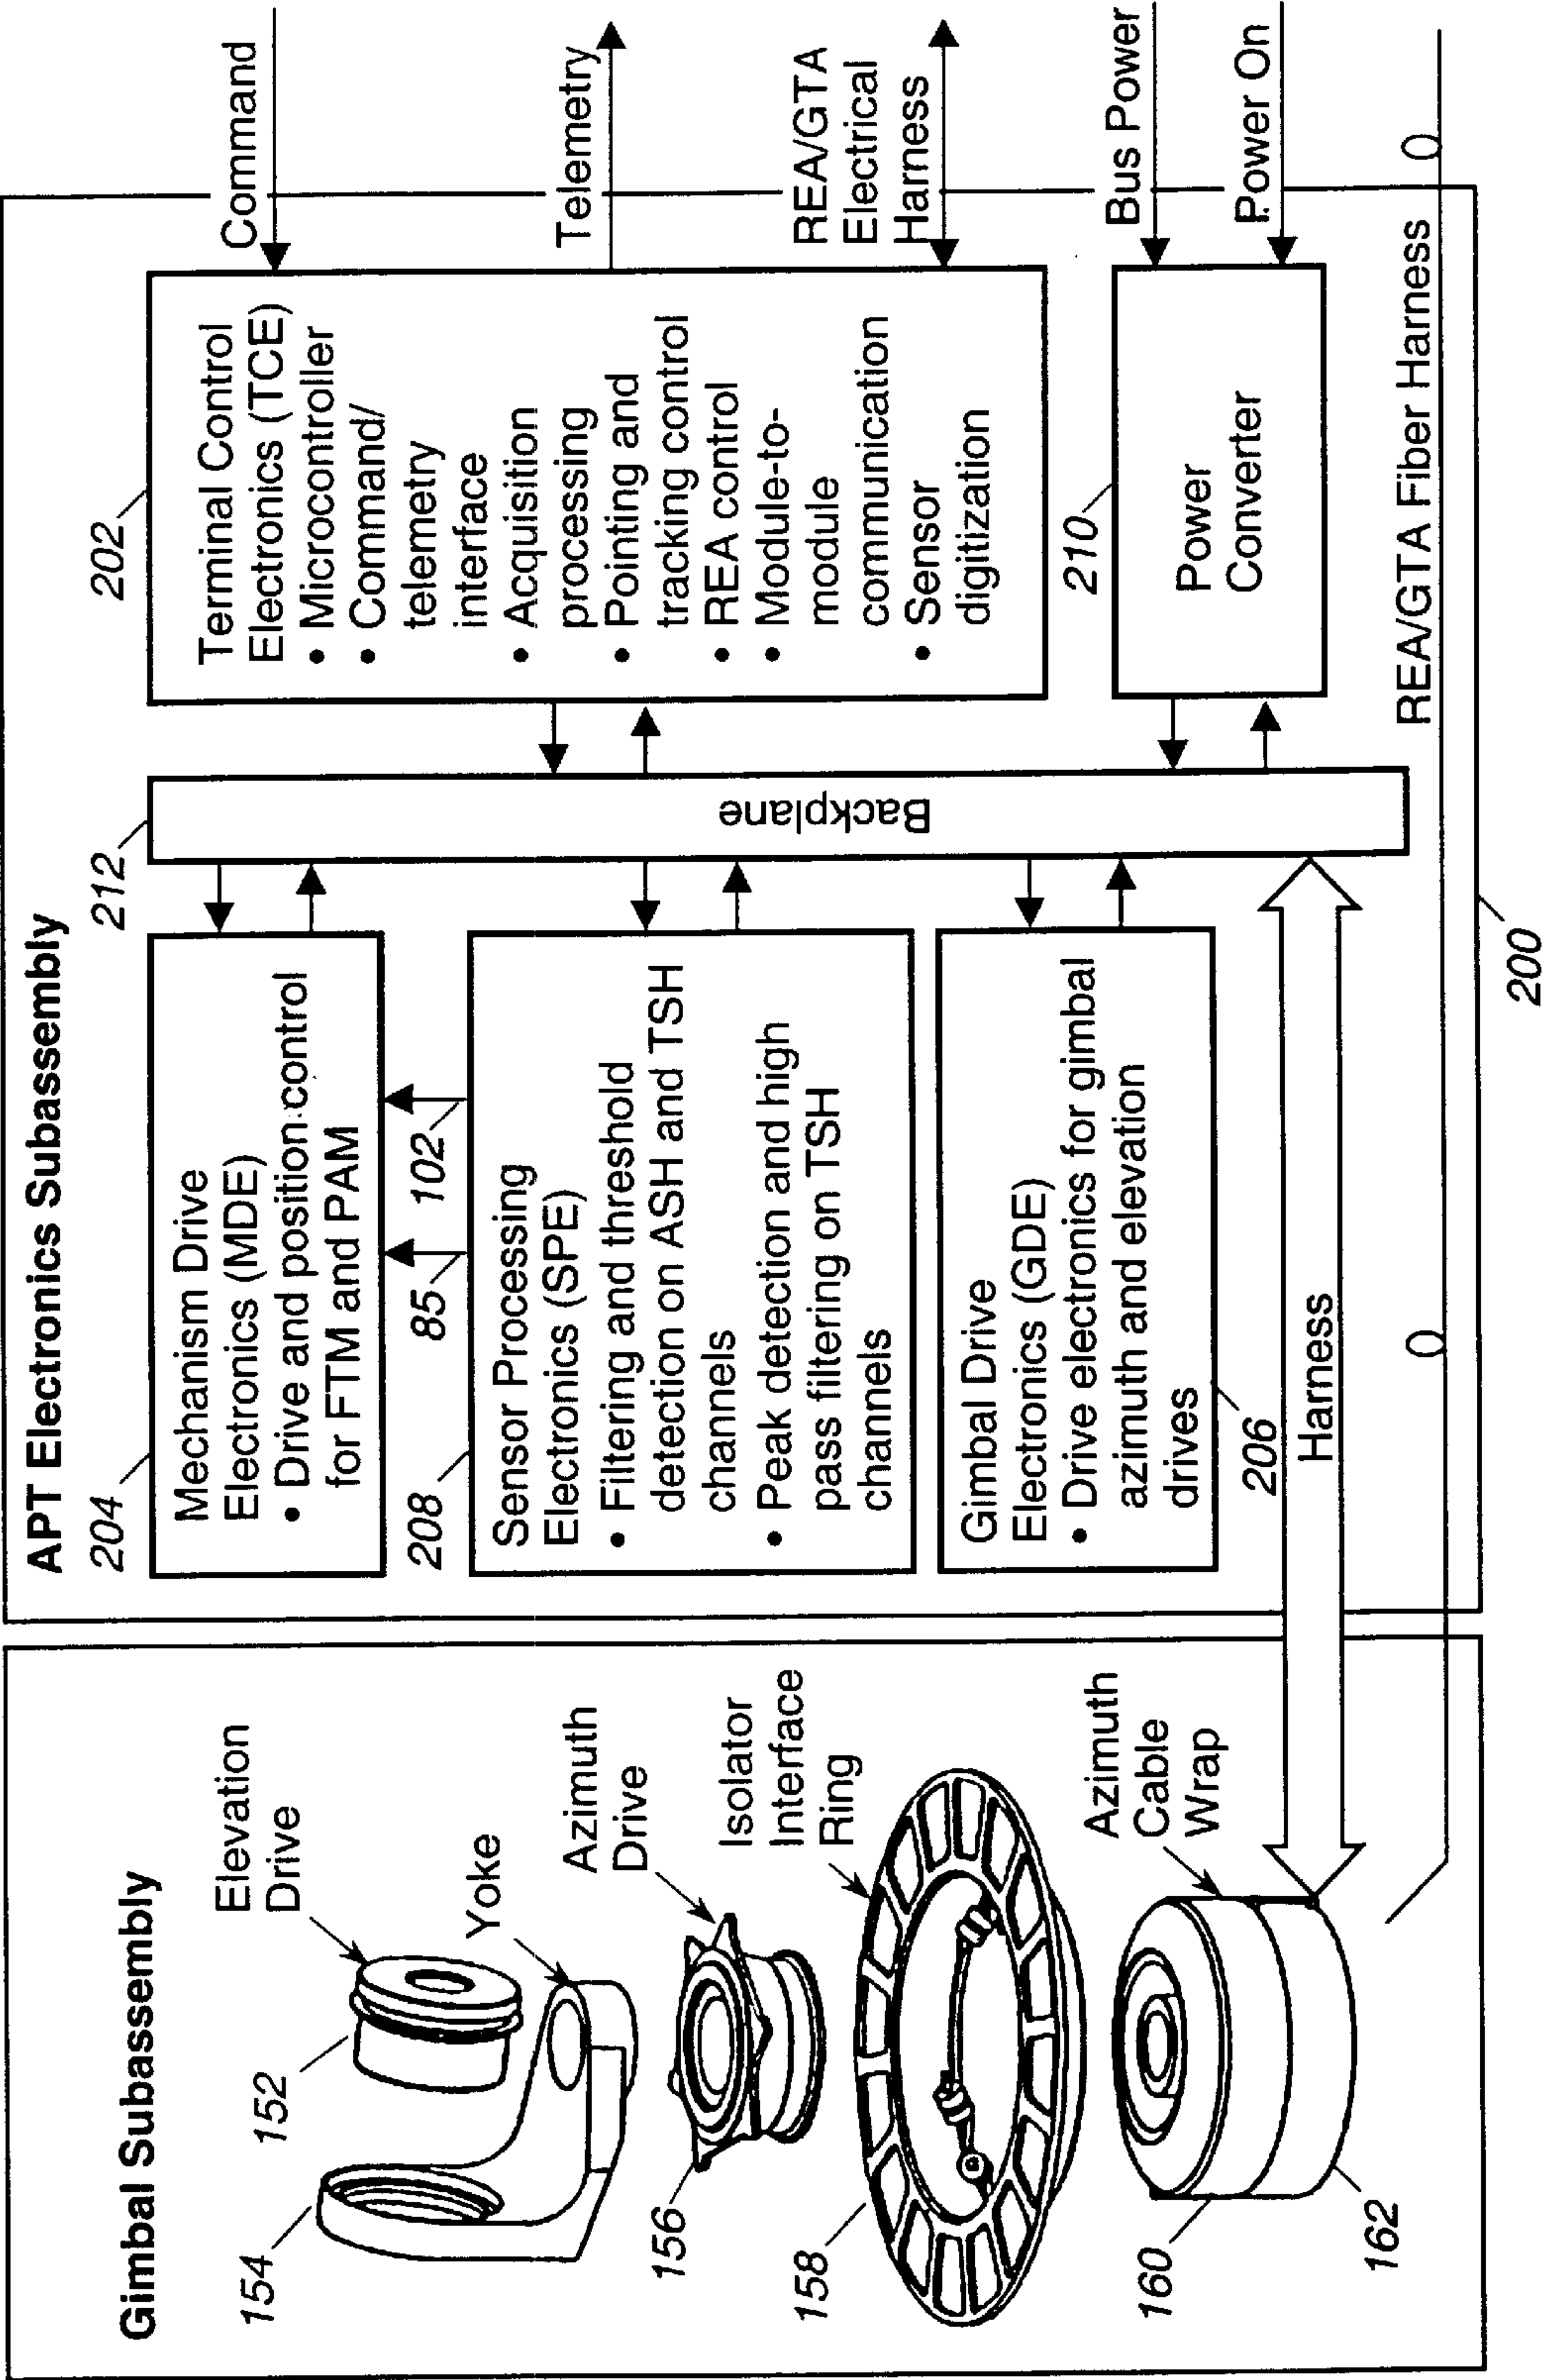 Gimbal Subassembly
154
152
Elevation
Drive
Yoke
156
Azimuth
Drive
158
Isolator
Interface
Ring
160
162
Azimuth
Cable
Wrap
APT Electronics Subassembly
204
Mechanism Drive
Electronics (MDE)
• Drive and position control
for FTM and PAM
85
102
208
Sensor Processing
Electronics (SPE)
• Filtering and threshold
detection on ASH and TSH
channels
• Peak detection and high
pass filtering on TSH
channels
Gimbal Drive
Electronics (GDE)
• Drive electronics for gimbal
azimuth and elevation
drives
206
Harness
212
Backplane
202
Terminal Control
Electronics (TCE)
• Microcontroller
• Command/
telemetry
interface
• Acquisition
processing
• Pointing and
tracking control
• REA control
• Module-to-
module
communication
• Sensor
digitization
210
Power
Converter
REA/GTA Fiber Harness
200
Command
Telemetry
REA/GTA
Electrical
Harness
Bus Power
Power On